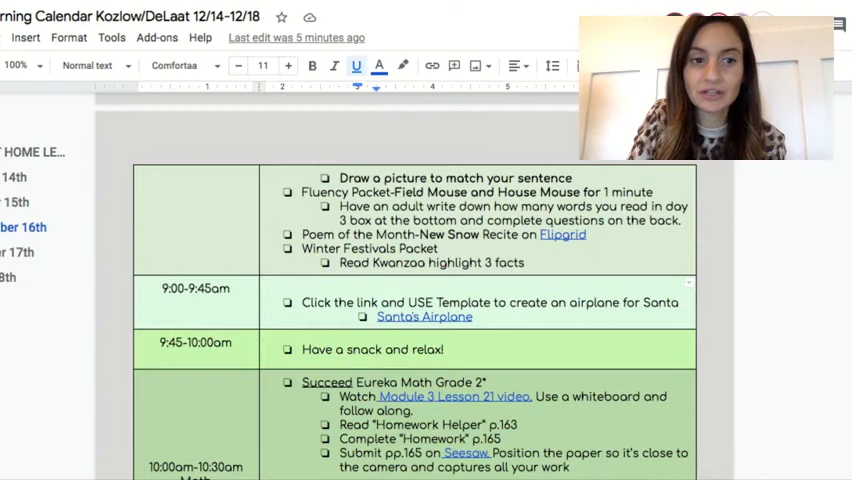 rning Calendar Kozlow/DeLaat 12/14-12/18
Insert Format Tools Add-ons Help Last edit was 5 minutes ago
100% Normal text Comfortaa 11 B I U A
1 2 3 4 5
HOME LE...
14th
r 15th
ber 16th
r 17th
8th
Draw a picture to match your sentence
Fluency Packet-Field Mouse and House Mouse for 1 minute
Have an adult write down how many words you read in day
3 box at the bottom and complete questions on the back.
Poem of the Month-New Snow Recite on Flipgrid
Winter Festivals Packet
Read Kwanzaa highlight 3 facts
9:00-9:45am
Click the link and USE Template to create an airplane for Santa
Santa's Airplane
9:45-10:00am
Have a snack and relax!
Succeed Eureka Math Grade 2*
Watch Module 3 Lesson 21 video. Use a whiteboard and
follow along.
Read "Homework Helper" p.163
Complete "Homework" p.165
Submit pp.165 on Seesaw. Position the paper so it's close to
the camera and captures all your work
10:00am-10:30am
Math